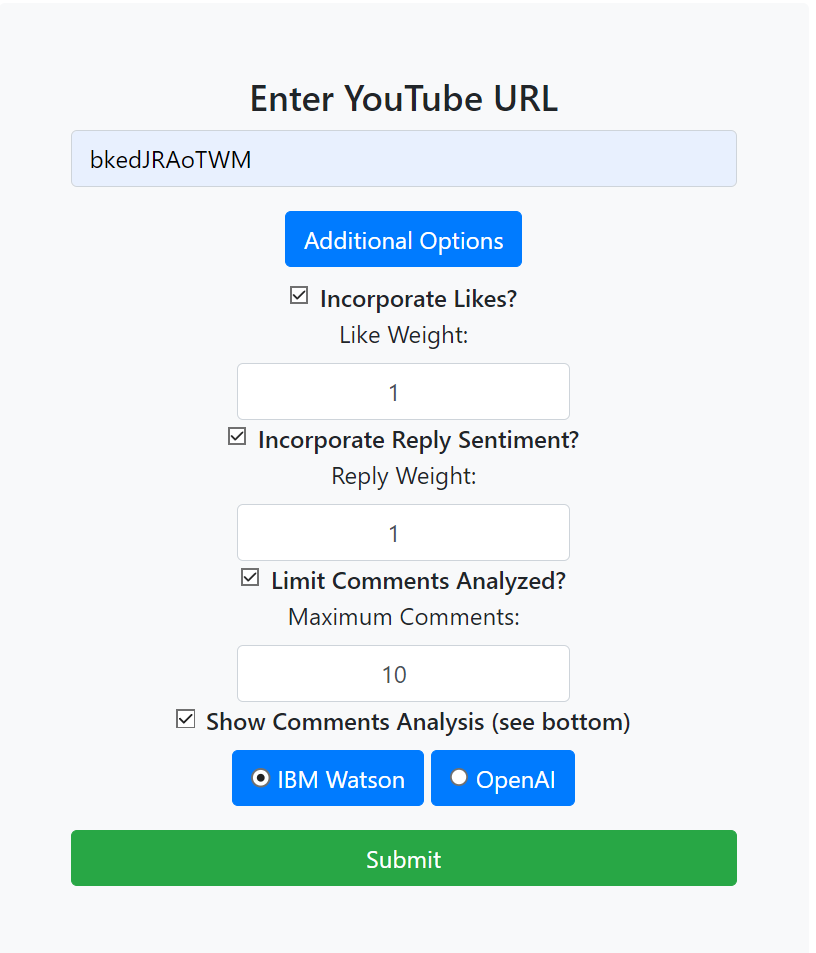 Enter YouTube URL
bkedJRAoTWM
Additional Options
Incorporate Likes?
Like Weight:
1
Incorporate Reply Sentiment?
Reply Weight:
1
Limit Comments Analyzed?
Maximum Comments:
10
Show Comments Analysis (see bottom)
IBM Watson OpenAI
Submit